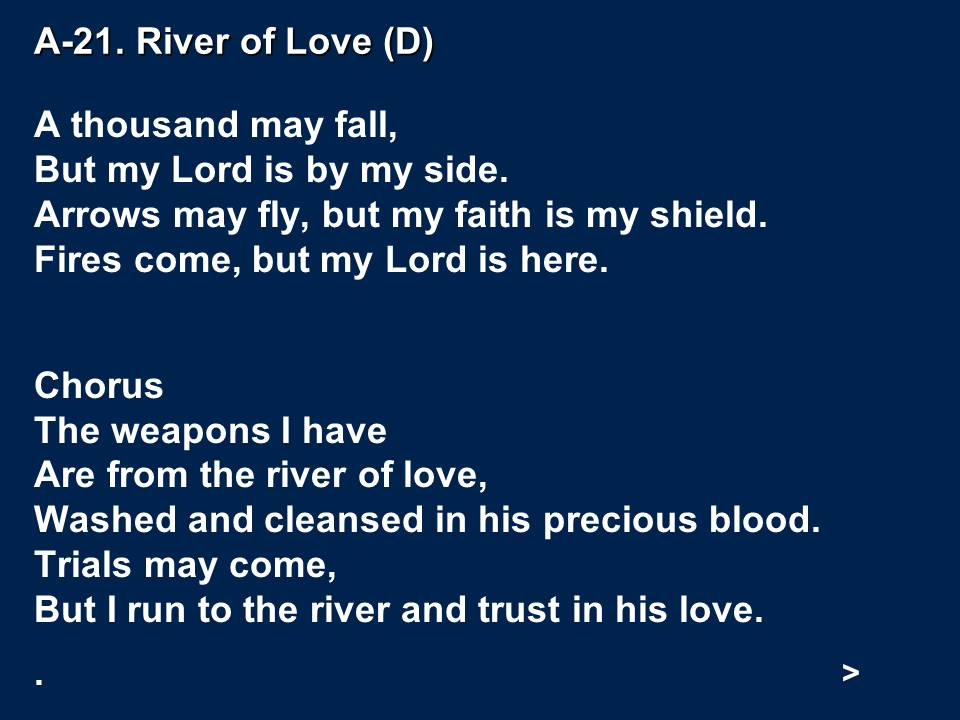 A-21. River of Love (D)
A thousand may fall,
But my Lord is by my side.
Arrows may fly, but my faith is my shield.
Fires come, but my Lord is here.
Chorus
The weapons I have
Are from the river of love,
Washed and cleansed in his precious blood.
Trials may come,
But I run to the river and trust in his love.
. >